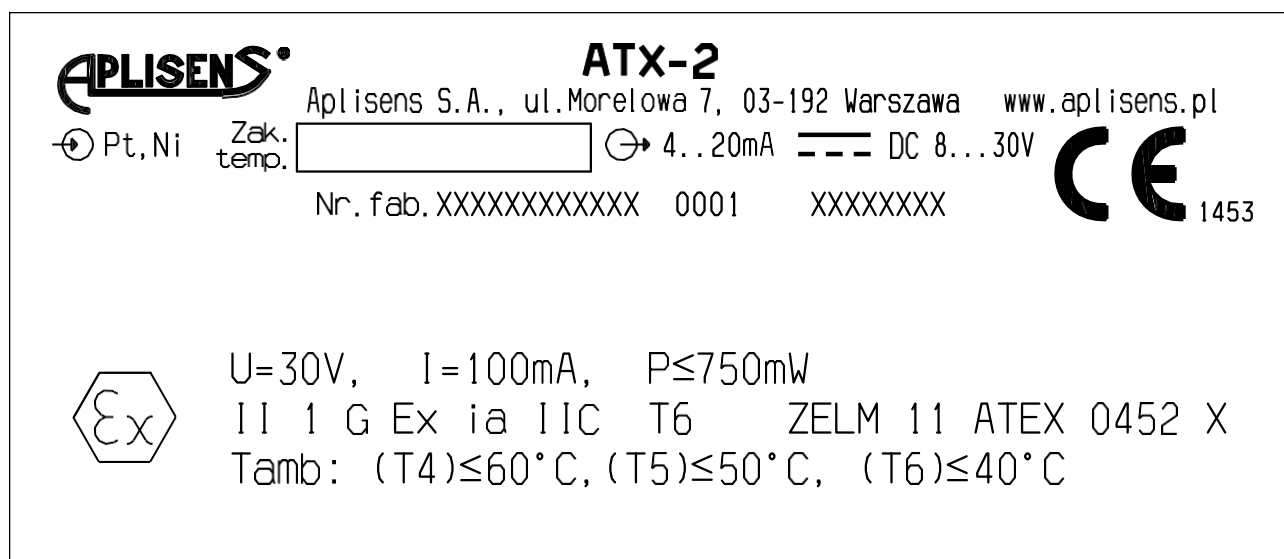 APLISENS
ATX-2
Aplisens S.A., ul.Morelowa 7, 03-192 Warszawa www.aplisens.pl
Pt,Ni Zak. temp. 4..20mA DC 8...30V CE 1453
Nr.fab.XXXXXXXXXXXX 0001 XXXXXXXX
U=30V, I=100mA, P≤750mW
Ex II 1 G Ex ia IIC T6 ZELM 11 ATEX 0452 X
Tamb: (T4)≤60°C,(T5)≤50°C, (T6)≤40°C